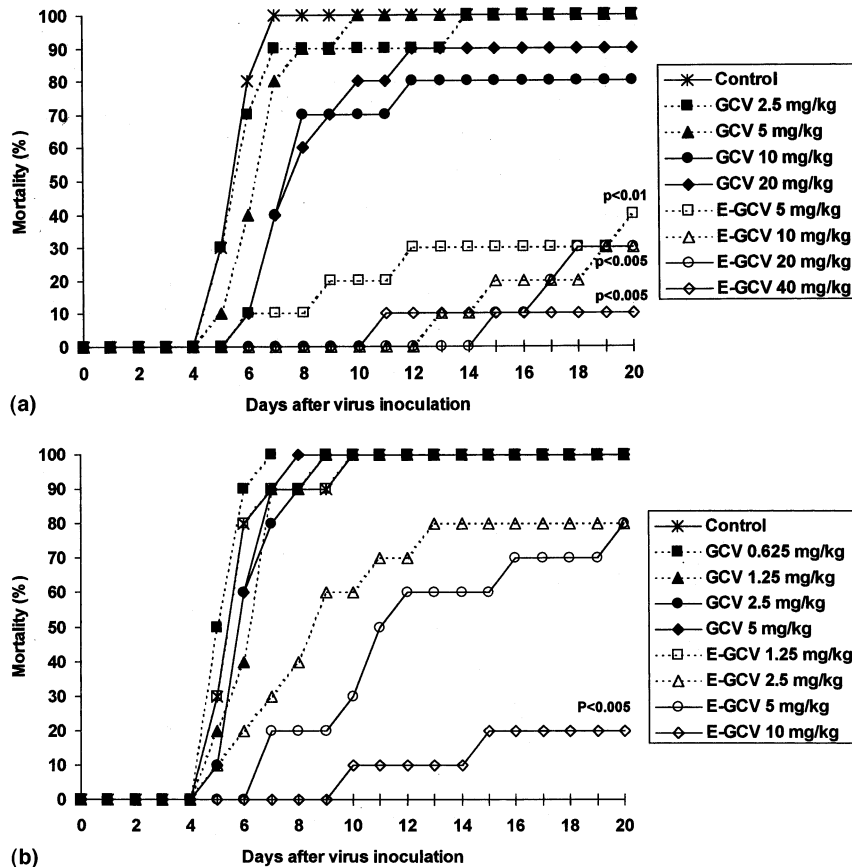 100
90
80
70
60
50
40
30
20
10
0
Mortality (%)
0 2 4 6 8 10 12 14 16 18 20
Days after virus inoculation
(a)
p<0.01
p<0.005
p<0.005
Control
GCV 2.5 mg/kg
GCV 5 mg/kg
GCV 10 mg/kg
GCV 20 mg/kg
E-GCV 5 mg/kg
E-GCV 10 mg/kg
E-GCV 20 mg/kg
E-GCV 40 mg/kg
100
90
80
70
60
50
40
30
20
10
0
Mortality (%)
0 2 4 6 8 10 12 14 16 18 20
Days after virus inoculation
(b)
P<0.005
Control
GCV 0.625 mg/kg
GCV 1.25 mg/kg
GCV 2.5 mg/kg
GCV 5 mg/kg
E-GCV 1.25 mg/kg
E-GCV 2.5 mg/kg
E-GCV 5 mg/kg
E-GCV 10 mg/kg